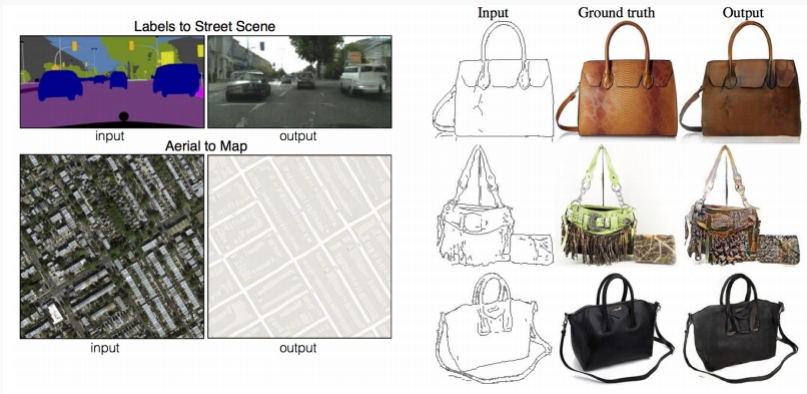 Labels to Street Scene
input
output
Aerial to Map
input
output
Input
Ground truth
Output